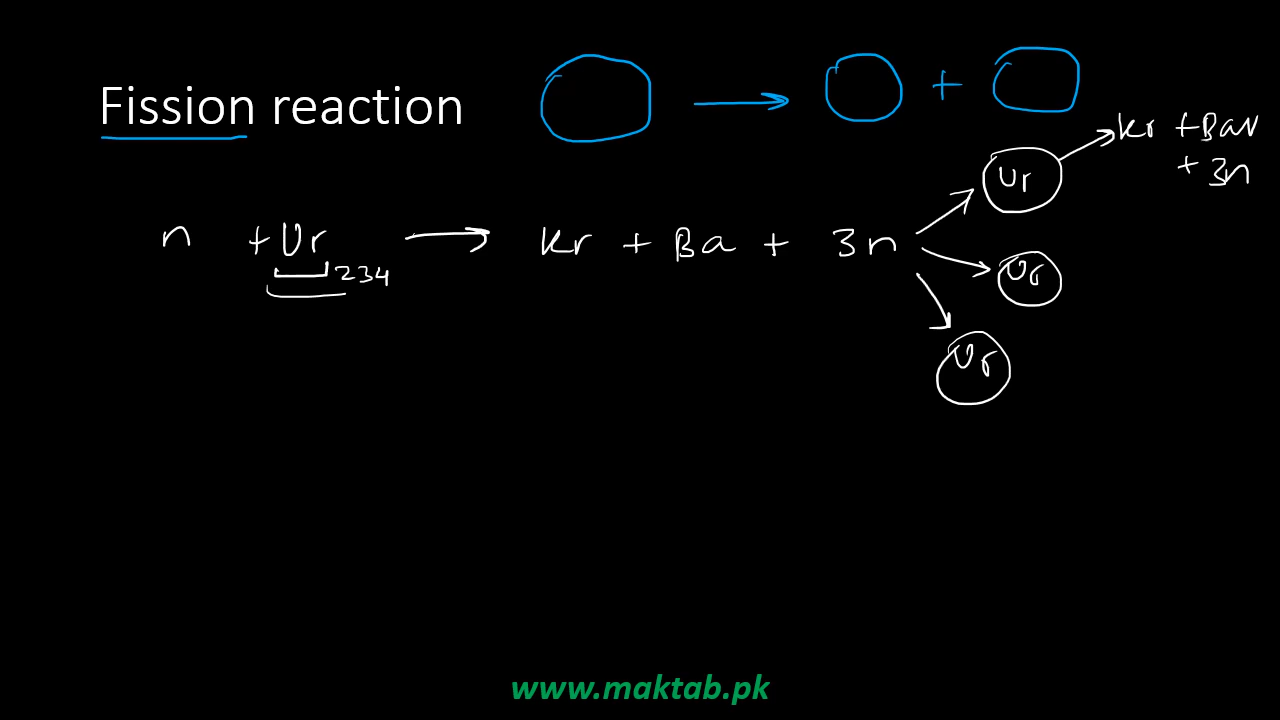 Fission reaction
+
Kr + Ba
+ 3n
Ur
n + Ur 234 → Kr + Ba + 3n
Ur
Ur
www.maktab.pk